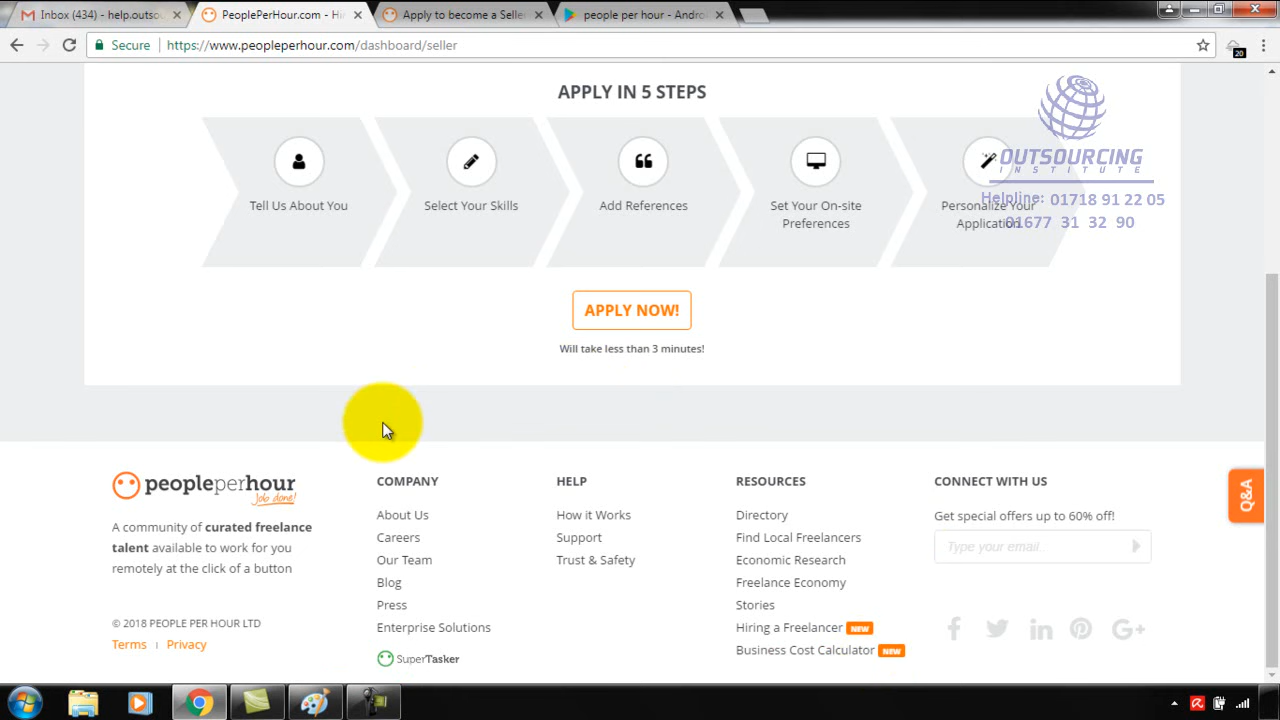 Inbox (434) - help.outso
PeoplePerHour.com - Hi
Apply to become a Selle
people per hour - Andro
Secure
https://www.peopleperhour.com/dashboard/seller
20
APPLY IN 5 STEPS
Tell Us About You
Select Your Skills
Add References
Set Your On-site
Preferences
Personalize Your
Application
OUTSOURCING
INSTITUTE
Helpline: 01718 91 22 05
01677 31 32 90
APPLY NOW!
Will take less than 3 minutes!
peopleperhour
Job done!
A community of curated freelance
talent available to work for you
remotely at the click of a button
© 2018 PEOPLE PER HOUR LTD
Terms
Privacy
COMPANY
About Us
Careers
Our Team
Blog
Press
Enterprise Solutions
SuperTasker
HELP
How it Works
Support
Trust & Safety
RESOURCES
Directory
Find Local Freelancers
Economic Research
Freelance Economy
Stories
Hiring a Freelancer NEW
Business Cost Calculator NEW
CONNECT WITH US
Get special offers up to 60% off!
Type your email...
Q&A